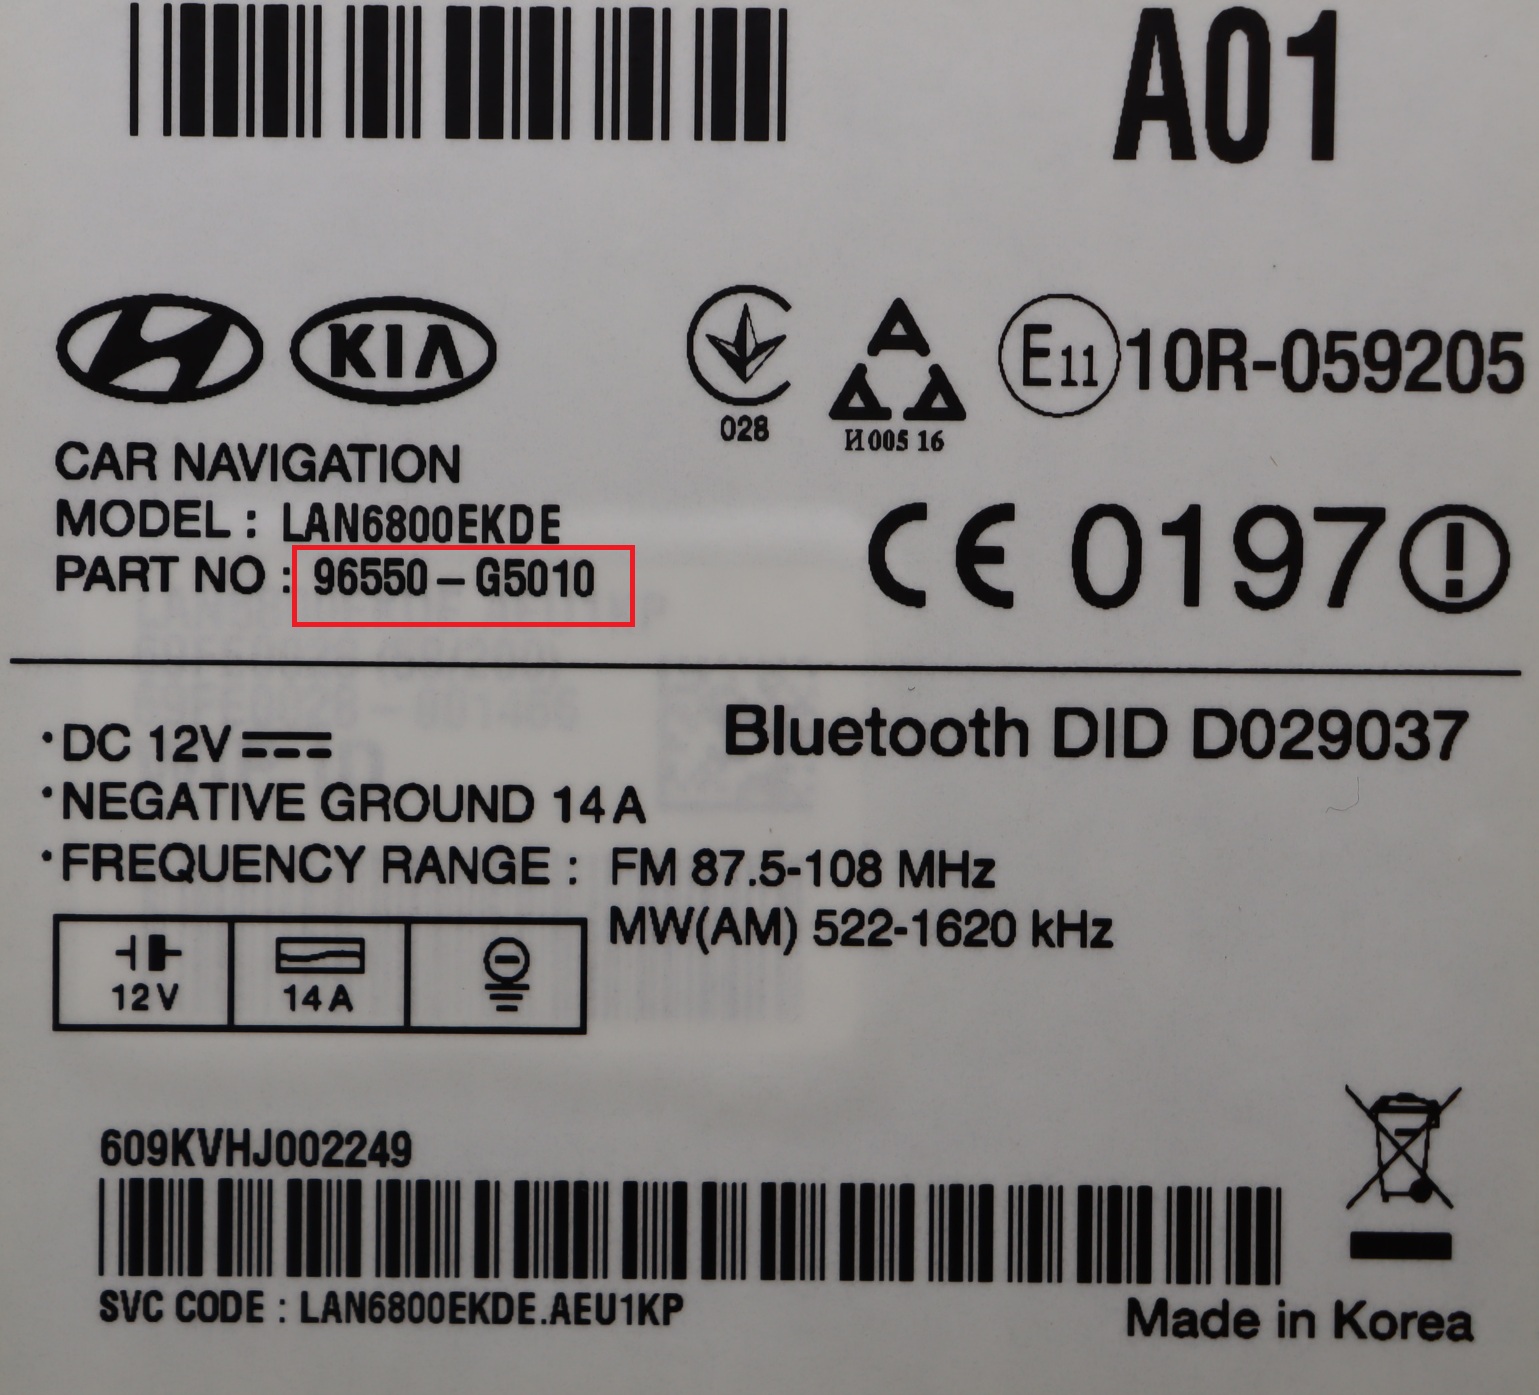 A01
KIA
028
И005 16
E11 10R-059205
CAR NAVIGATION
MODEL : LAN6800EKDE
PART NO : 96550-G5010
CE 0197
Bluetooth DID D029037
·DC 12V
·NEGATIVE GROUND 14A
·FREQUENCY RANGE : FM 87.5-108 MHz
MW(AM) 522-1620 kHz
12V
14A
609KVHJ002249
SVC CODE : LAN6800EKDE.AEU1KP
Made in Korea